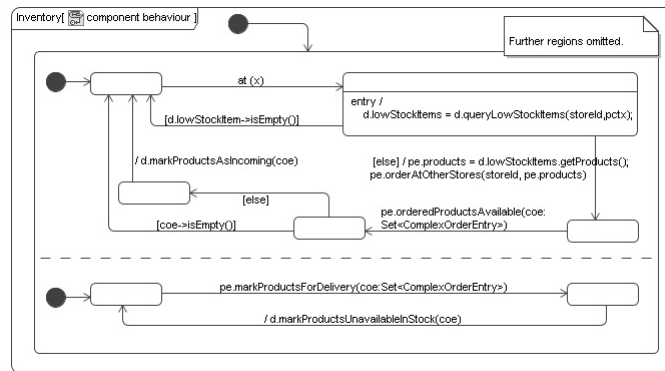 Inventory[ component behaviour ]
Further regions omitted.
at (x)
entry /
d.lowStockItems = d.queryLowStockItems(storeId,pctx);
[d.lowStockItem->isEmpty()]
/ d.markProductsAsIncoming(coe)
[else] / pe.products = d.lowStockItems.getProducts();
pe.orderAtOtherStores(storeId, pe.products)
[else]
pe.orderedProductsAvailable(coe:
Set<ComplexOrderEntry>)
[coe->isEmpty()]
pe.markProductsForDelivery(coe:Set<ComplexOrderEntry>)
/ d.markProductsUnavailableInStock(coe)